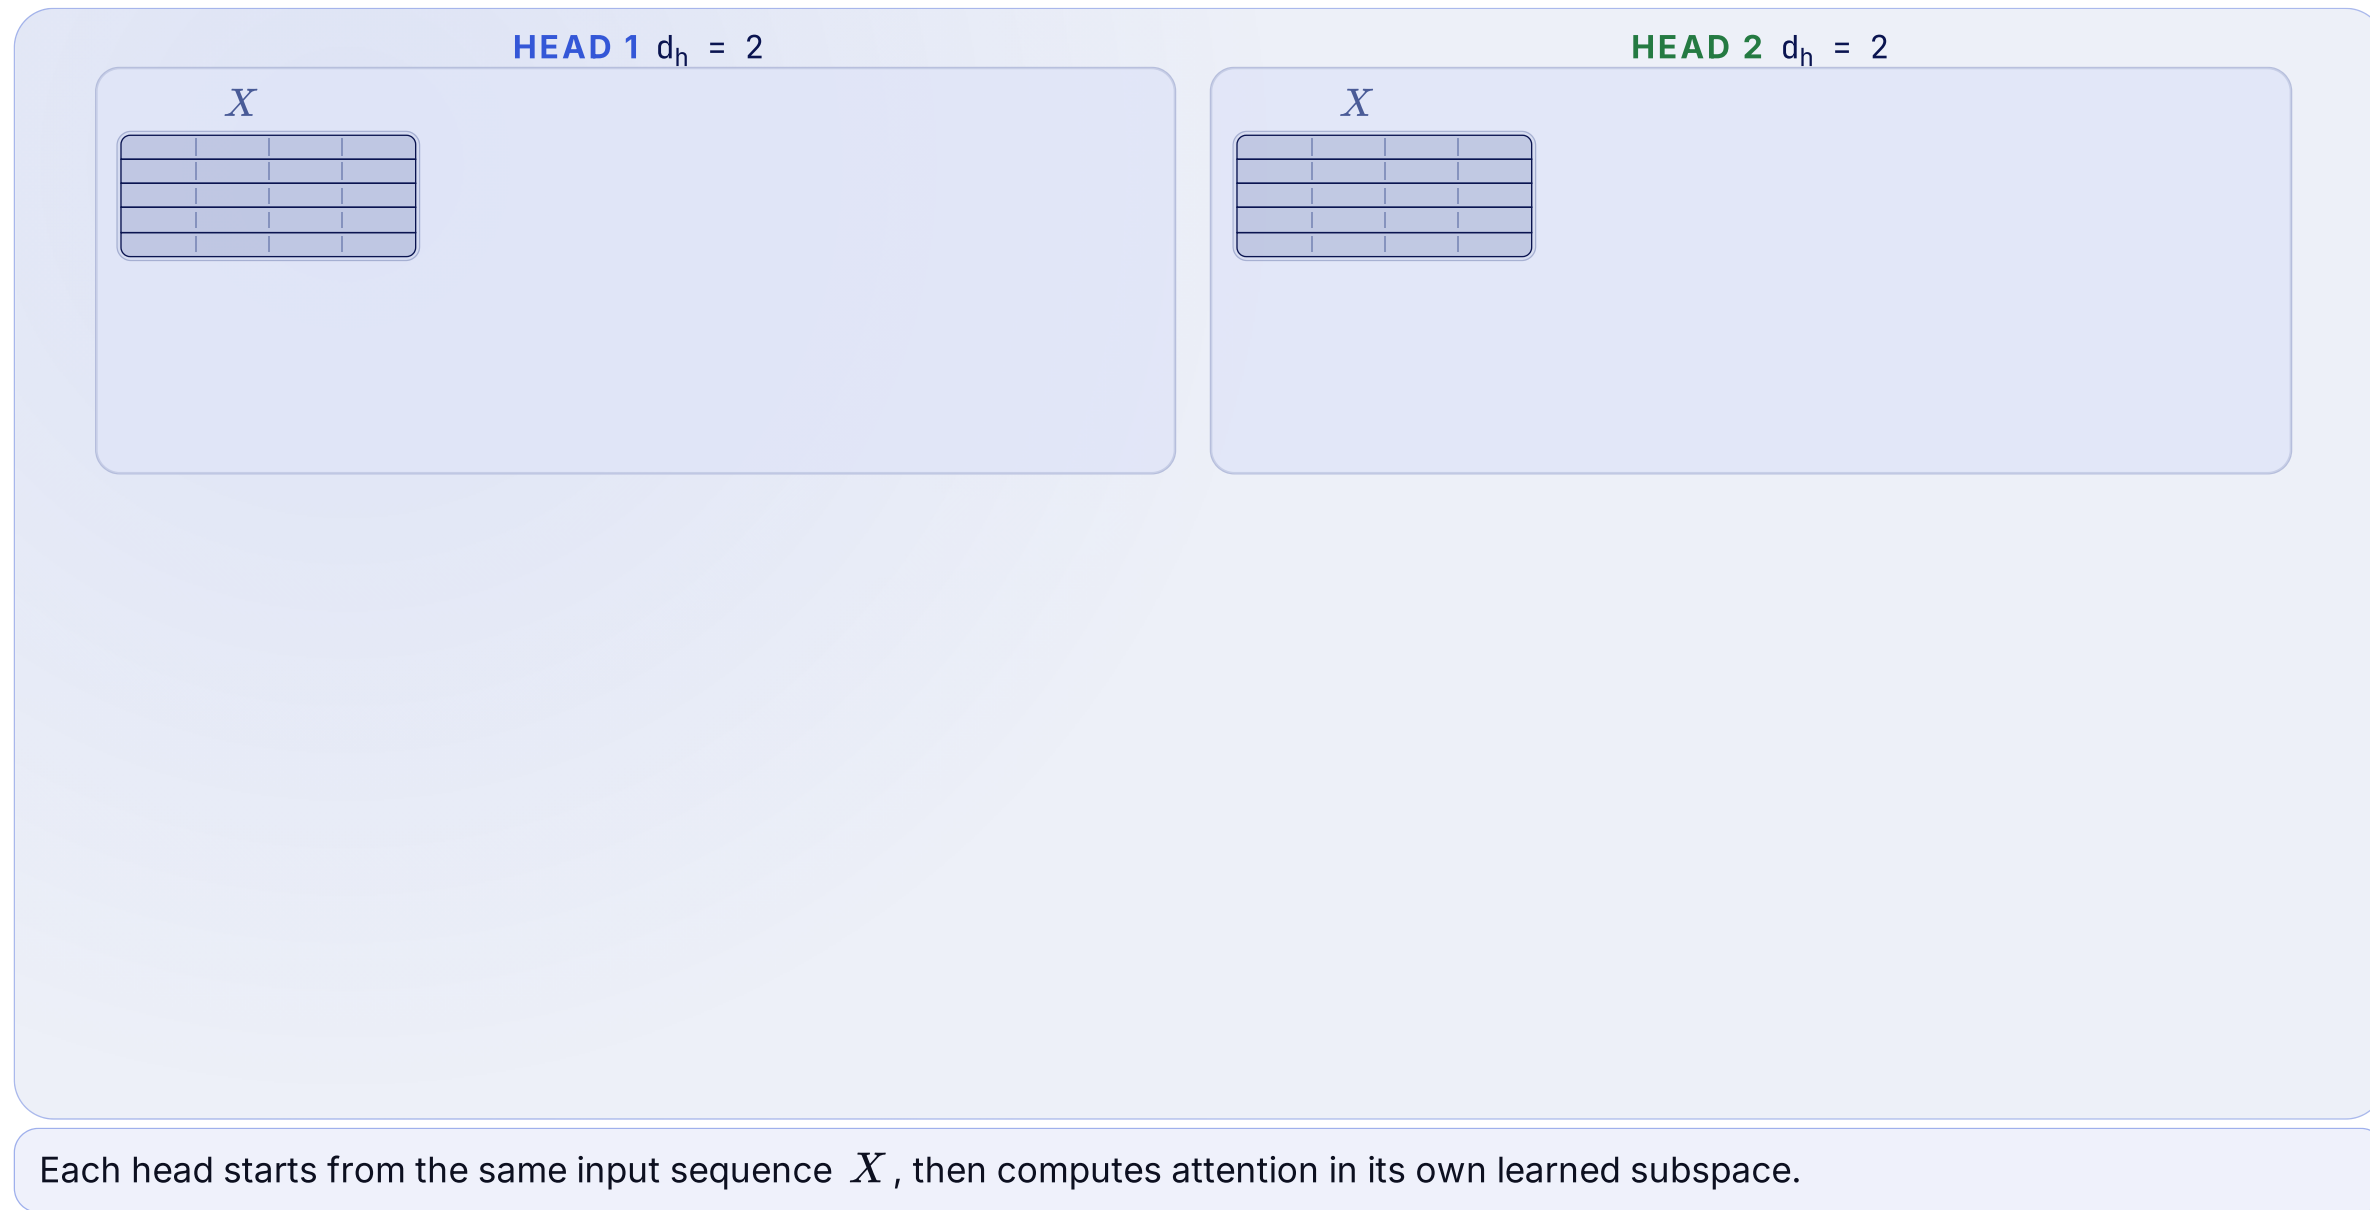 HEAD 1 dₕ = 2
HEAD 2 dₕ = 2
X
X
Each head starts from the same input sequence X, then computes attention in its own learned subspace.